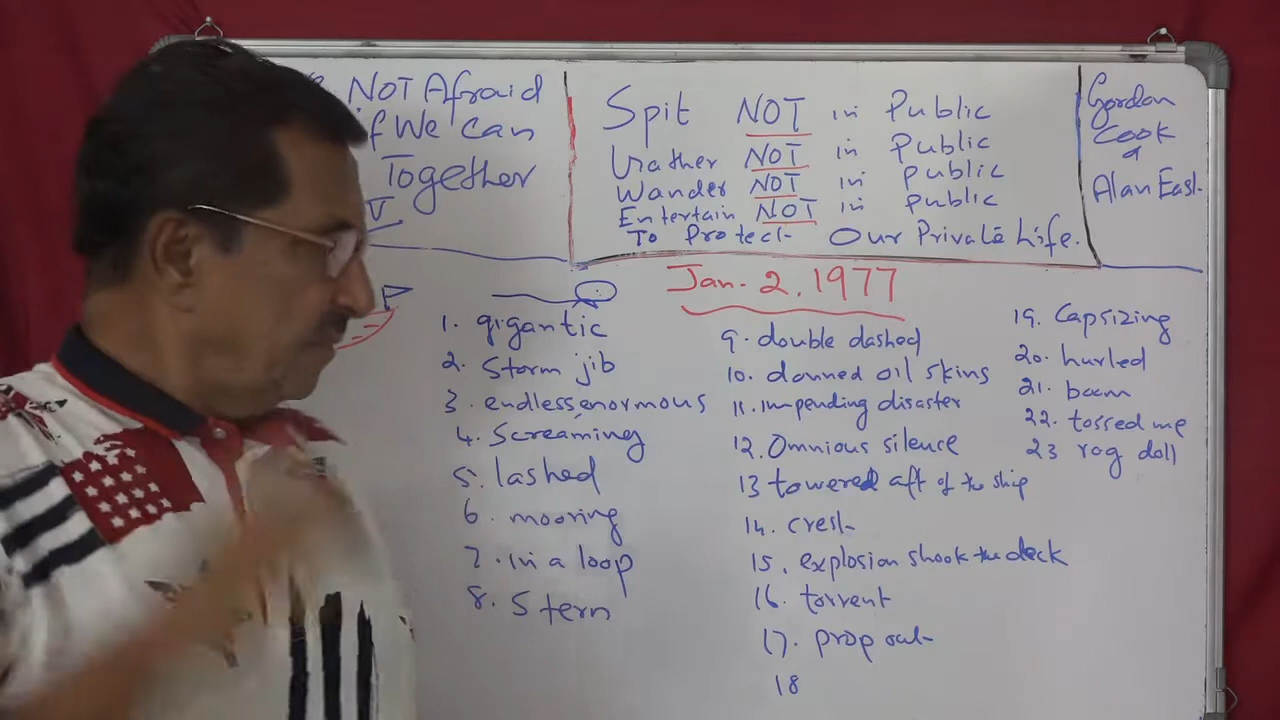 NOT Afraid
if We Can
Together
V
Spit NOT in Public
Gather NOT in Public
Wander NOT in Public
Entertain NOT in Public
To Protect Our Private Life.
Gordon
Cook
&
Alan East.
Jan. 2. 1977
P
1. gigantic
2. Storm jib
3. endless, enormous
4. Screaming
5. lashed
6. mooring
7. in a loop
8. Stern
9. double dashed
10. donned oil skins
11. impending disaster
12. Omnious silence
13 towered aft of the ship
14. crest
15. explosion shook the deck
16. torrent
17. prop out
18
19. Capsizing
20. hurled
21. boom
22. tossed me
23 rag doll